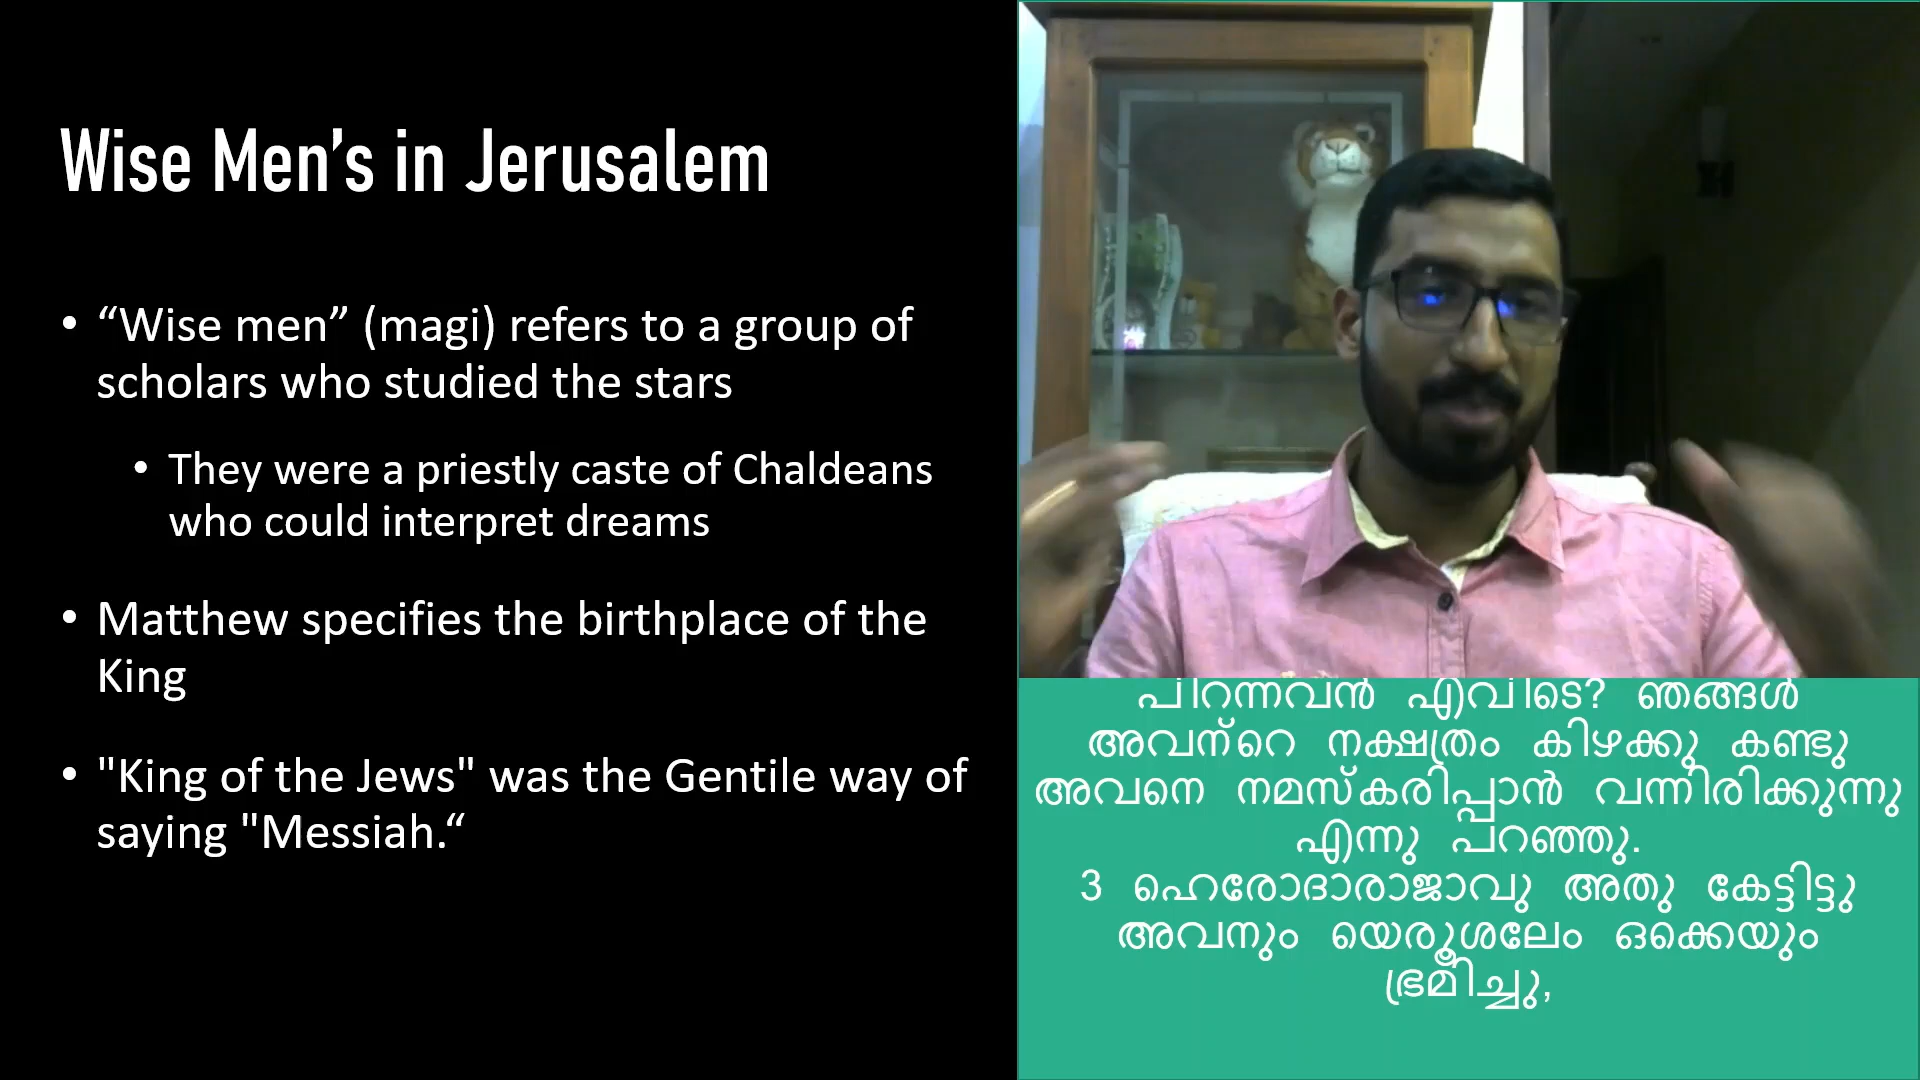 Wise Men’s in Jerusalem
• “Wise men” (magi) refers to a group of
scholars who studied the stars
• They were a priestly caste of Chaldeans
who could interpret dreams
• Matthew specifies the birthplace of the
King
• "King of the Jews" was the Gentile way of
saying "Messiah.“
പിറന്നവൻ എവിടെ? ഞങ്ങൾ
അവന്റെ നക്ഷത്രം കിഴക്കു കണ്ടു
അവനെ നമസ്കരിപ്പാൻ വന്നിരിക്കുന്നു
എന്നു പറഞ്ഞു.
3 ഹെരോദാരാജാവു അതു കേട്ടിട്ടു
അവനും യെരൂശലേം ഒക്കെയും
ഭ്രമിച്ചു,